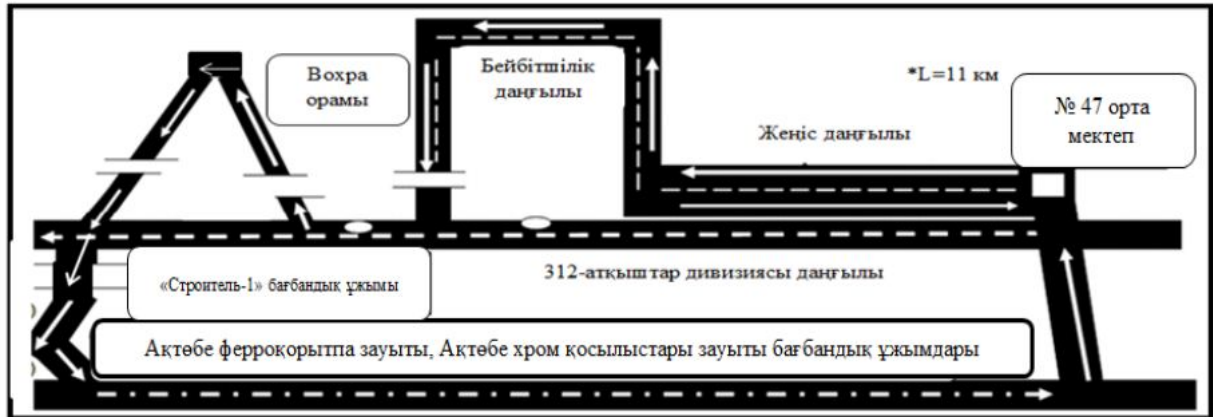 Вохра
орамы
Бейбітшілік
даңғылы
*L=11 км
№ 47 орта
мектеп
Жеңіс даңғылы
312-атқыштар дивизиясы даңғылы
«Строитель-1» бағбандық ұжымы
Ақтөбе ферроқорытпа зауыты, Ақтөбе хром қосылыстары зауыты бағбандық ұжымдары